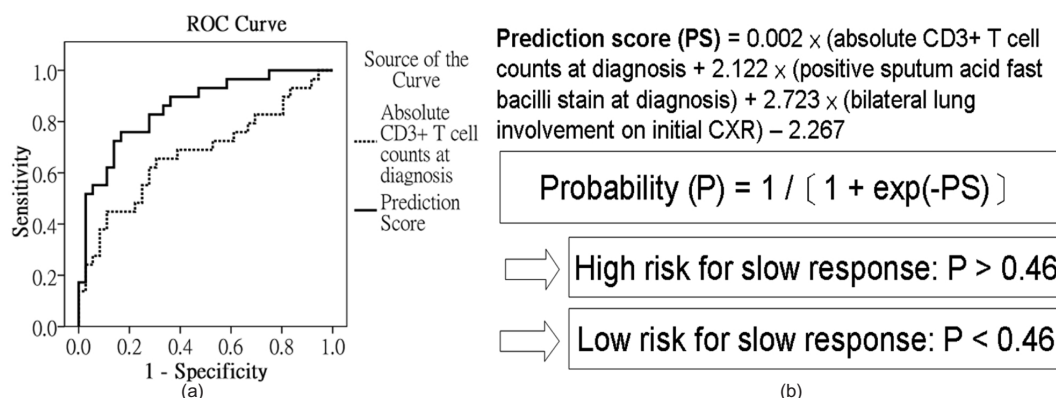 ROC Curve
Sensitivity
1.0
0.8
0.6
0.4
0.2
0.0
0.0 0.2 0.4 0.6 0.8 1.0
1 - Specificity
Source of the
Curve
Absolute
CD3+ T cell
counts at
diagnosis
Prediction
Score
(a)
Prediction score (PS) = 0.002 × (absolute CD3+ T cell
counts at diagnosis + 2.122 × (positive sputum acid fast
bacilli stain at diagnosis) + 2.723 × (bilateral lung
involvement on initial CXR) – 2.267
Probability (P) = 1 / 〔 1 + exp(-PS) 〕
High risk for slow response: P > 0.46
Low risk for slow response: P < 0.46
(b)